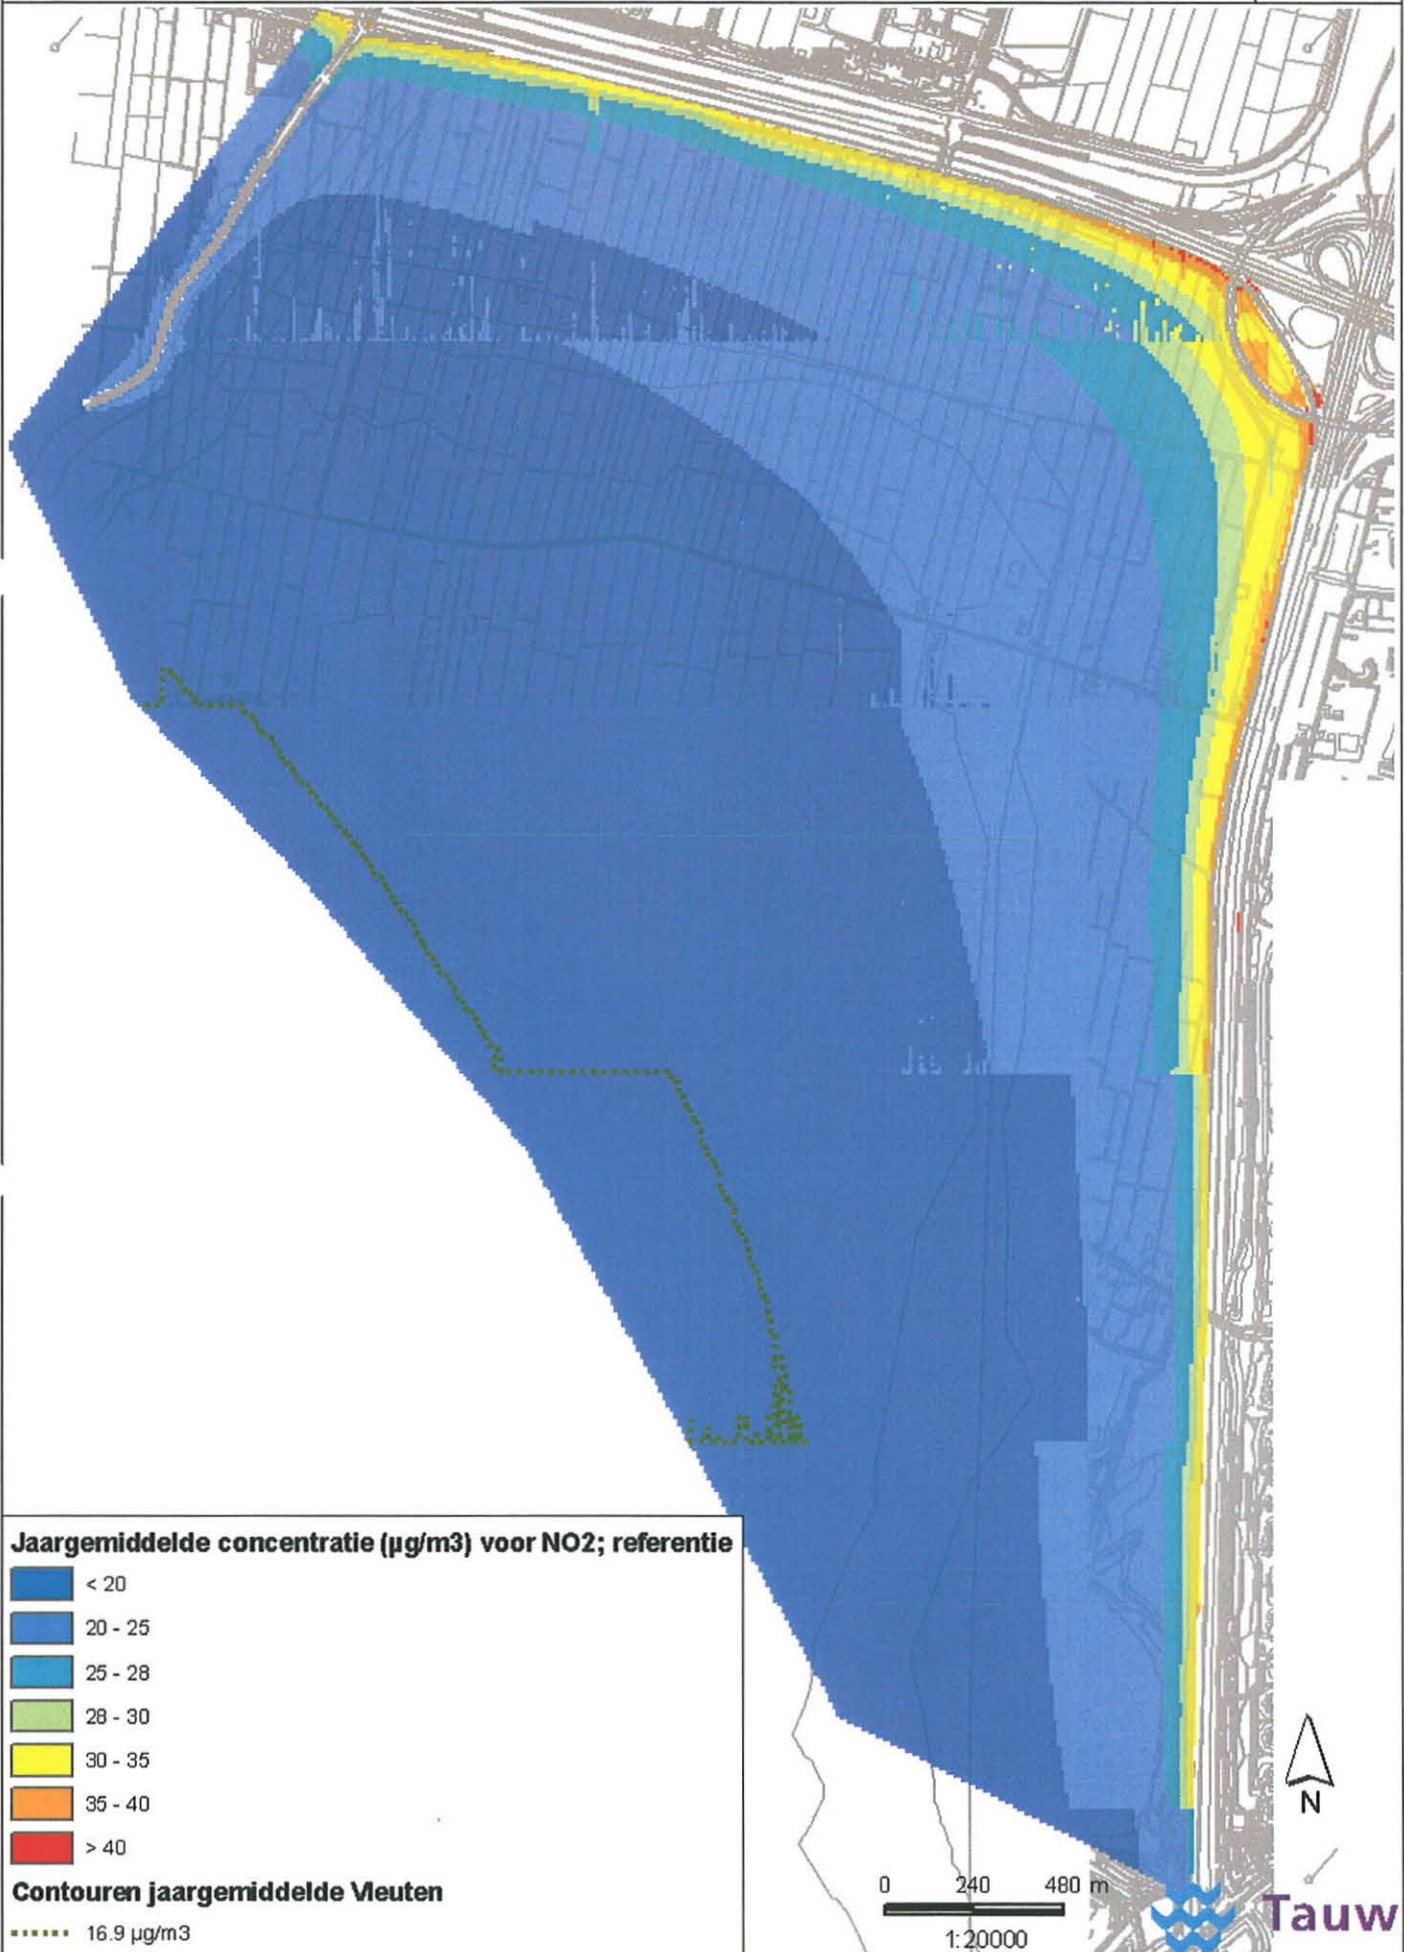 Jaargemiddelde concentratie (µg/m3) voor NO2; referentie
< 20
20 - 25
25 - 28
28 - 30
30 - 35
35 - 40
> 40
Contouren jaargemiddelde Vleuten
16.9 µg/m3
0 240 480 m
1:20000
N
Tauw